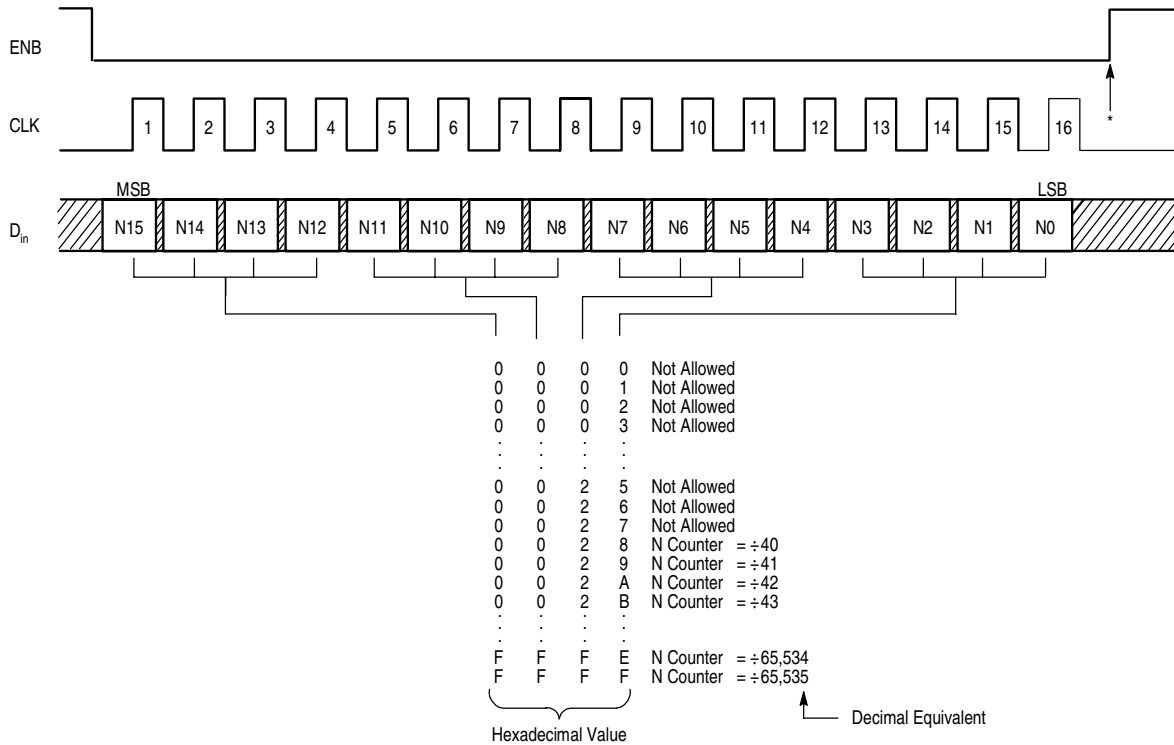 ENB
CLK 1 2 3 4 5 6 7 8 9 10 11 12 13 14 15 16 *
MSB LSB
Din N15 N14 N13 N12 N11 N10 N9 N8 N7 N6 N5 N4 N3 N2 N1 N0
0 0 0 0 Not Allowed
0 0 0 1 Not Allowed
0 0 0 2 Not Allowed
0 0 0 3 Not Allowed
. . . .
. . . .
. . . .
0 0 2 5 Not Allowed
0 0 2 6 Not Allowed
0 0 2 7 Not Allowed
0 0 2 8 N Counter = ÷40
0 0 2 9 N Counter = ÷41
0 0 2 A N Counter = ÷42
0 0 2 B N Counter = ÷43
. . . .
. . . .
. . . .
F F F E N Counter = ÷65,534
F F F F N Counter = ÷65,535
Decimal Equivalent
Hexadecimal Value